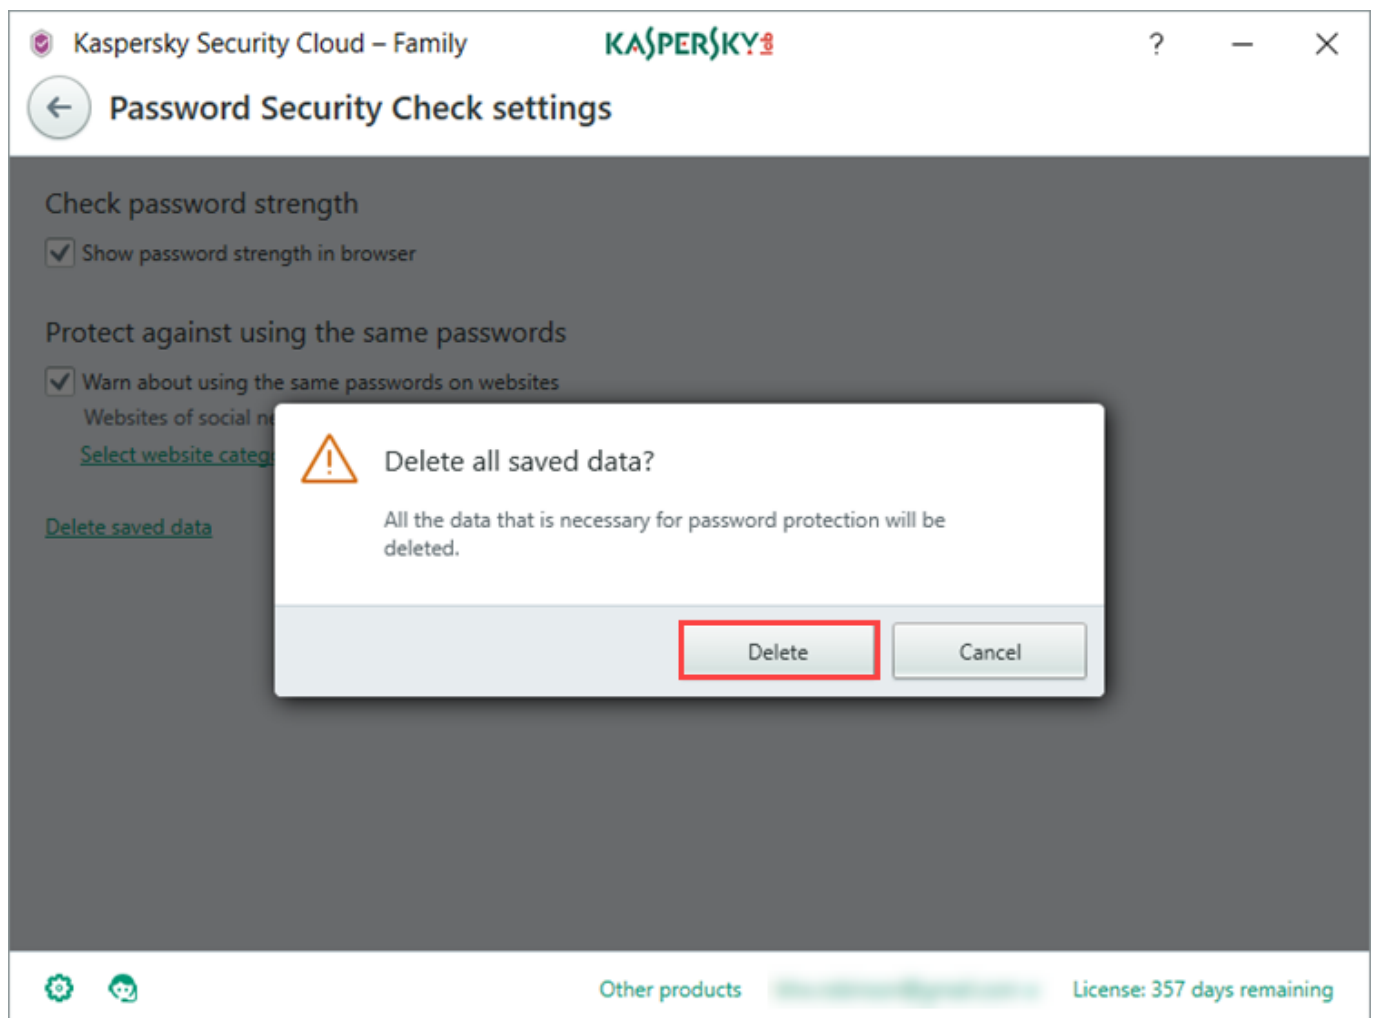 Kaspersky Security Cloud – Family
KASPERSKY lab
?
Password Security Check settings
Check password strength
Show password strength in browser
Protect against using the same passwords
Warn about using the same passwords on websites
Websites of social
Select website
Delete saved data
Delete all saved data?
All the data that is necessary for password protection will be
deleted.
Delete
Cancel
Other products
License: 357 days remaining